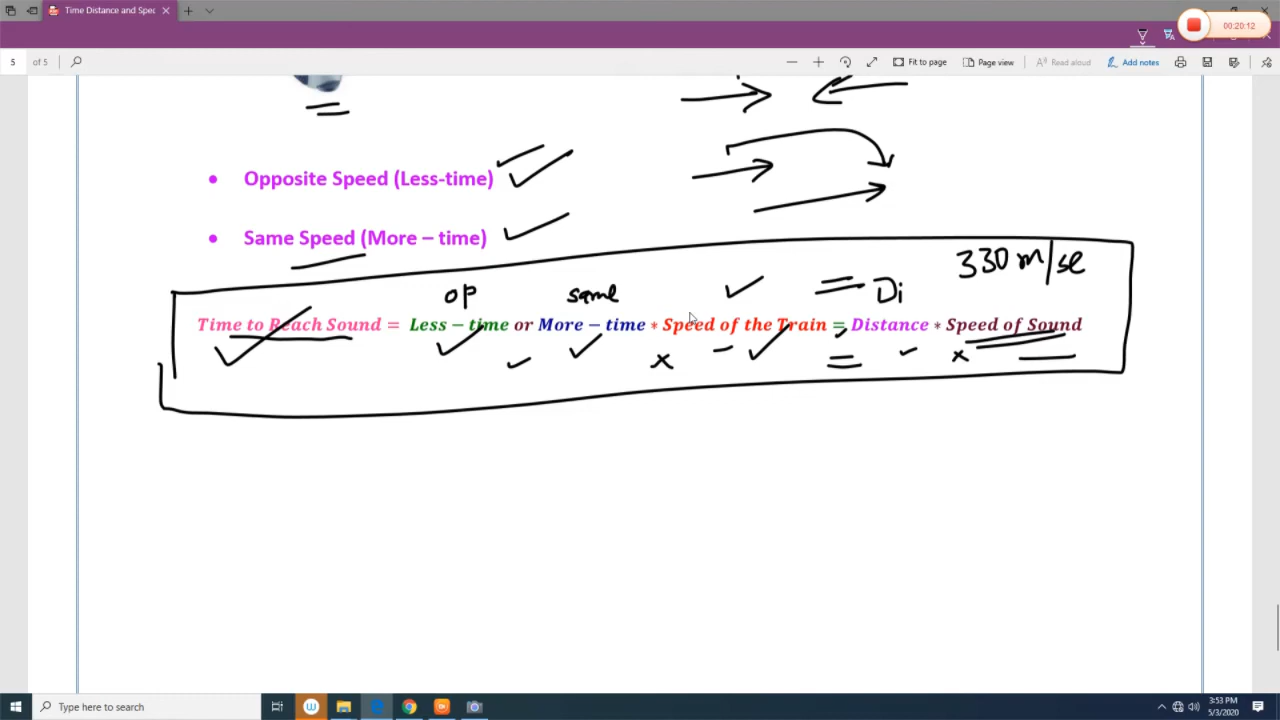 Time Distance and Spec
00:20:12
5 of 5
Fit to page
Page view
Read aloud
Add notes
• Opposite Speed (Less-time)
• Same Speed (More – time)
330 m/se
op same = Di
Time to Reach Sound = Less – time or More – time * Speed of the Train = Distance * Speed of Sound
x = x
Type here to search
3:53 PM
5/3/2020